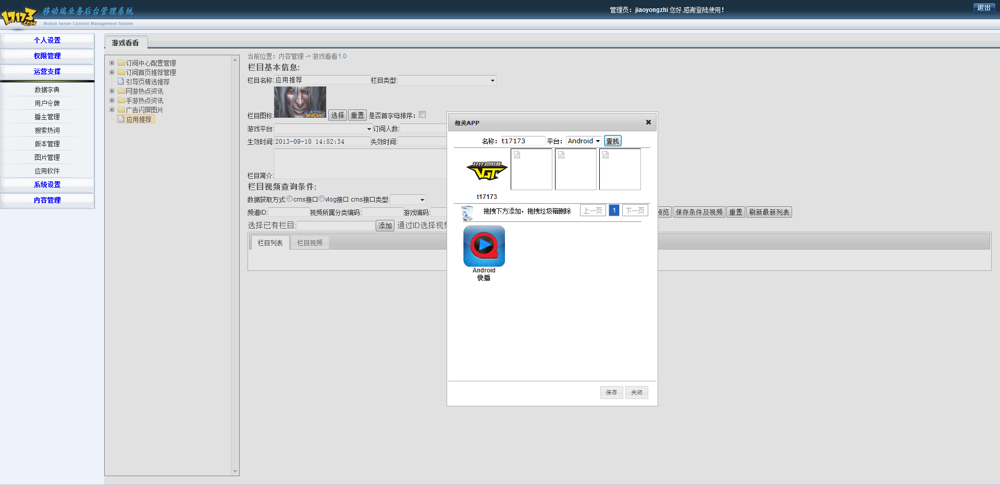 17173.COM 移动端业务后台管理系统
Mobile Server Content Management System
管理员：jiaoyongzhi 您好,感谢登陆使用！
退出
个人设置
权限管理
运营支撑
数据字典
用户令牌
播主管理
搜索热词
版本管理
图片管理
应用软件
系统设置
内容管理
游戏看看
订阅中心配置管理
订阅首页推荐管理
引导页精选推荐
网游热点资讯
手游热点资讯
广告闪屏图片
应用推荐
当前位置：内容管理 -> 游戏看看1.0
栏目基本信息:
栏目名称: 应用推荐 栏目类型:
WARCRAFT
栏目图标: 选择 重置 是否首字母排序：
游戏平台: 订阅人数:
生效时间: 2013-09-10 14:52:34 失效时间:
栏目简介:
栏目视频查询条件:
数据获取方式: cms接口 vlog接口 cms接口类型:
频道ID: 视频所属分类编码: 游戏编码:
预览 保存条件及视频 重置 刷新最新列表
选择已有栏目: 添加 通过ID选择视频
栏目列表 栏目视频
相关APP
名称： t17173 平台： Android 查找
17173微联赛
VGT
t17173
拖拽下方添加，拖拽垃圾箱删除 上一页 1 下一页
Android
快播
保存 关闭